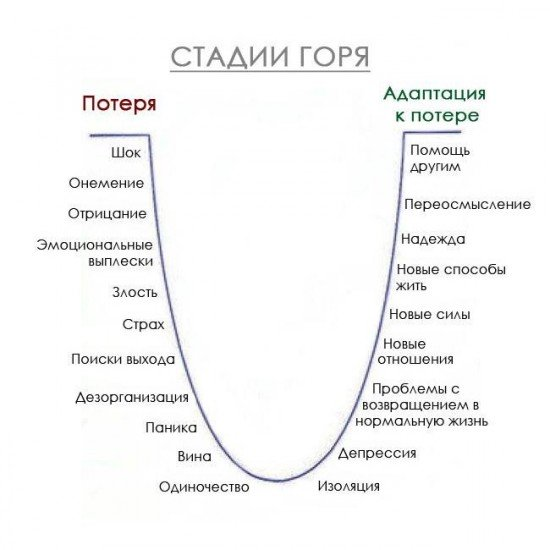 СТАДИИ ГОРЯ
Потеря
Шок
Онемение
Отрицание
Эмоциональные
выплески
Злость
Страх
Поиски выхода
Дезорганизация
Паника
Вина
Одиночество
Адаптация
к потере
Помощь
другим
Переосмысление
Надежда
Новые способы
жить
Новые силы
Новые
отношения
Проблемы с
возвращением в
нормальную жизнь
Депрессия
Изоляция